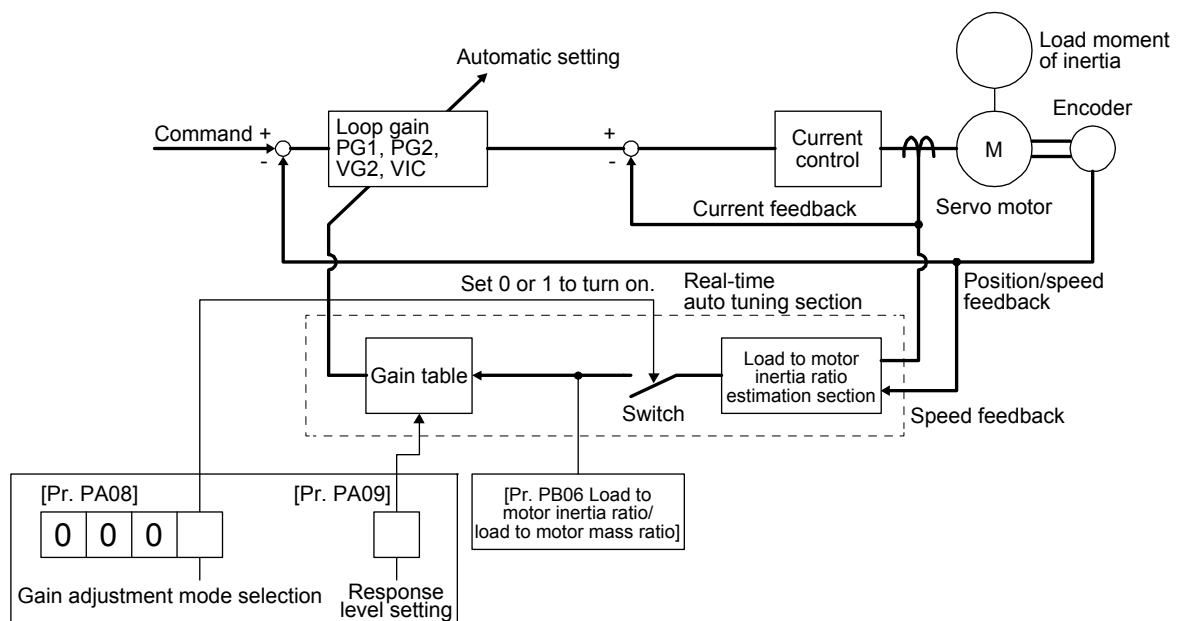 Automatic setting
Load moment
of inertia
Encoder
Command +
-
Loop gain
PG1, PG2,
VG2, VIC
+
-
Current
control
M
Servo motor
Current feedback
Set 0 or 1 to turn on.
Real-time
auto tuning section
Position/speed
feedback
Gain table
Switch
Load to motor
inertia ratio
estimation section
Speed feedback
[Pr. PA08]
0 0 0
Gain adjustment mode selection
[Pr. PA09]
Response
level setting
[Pr. PB06 Load to
motor inertia ratio/
load to motor mass ratio]